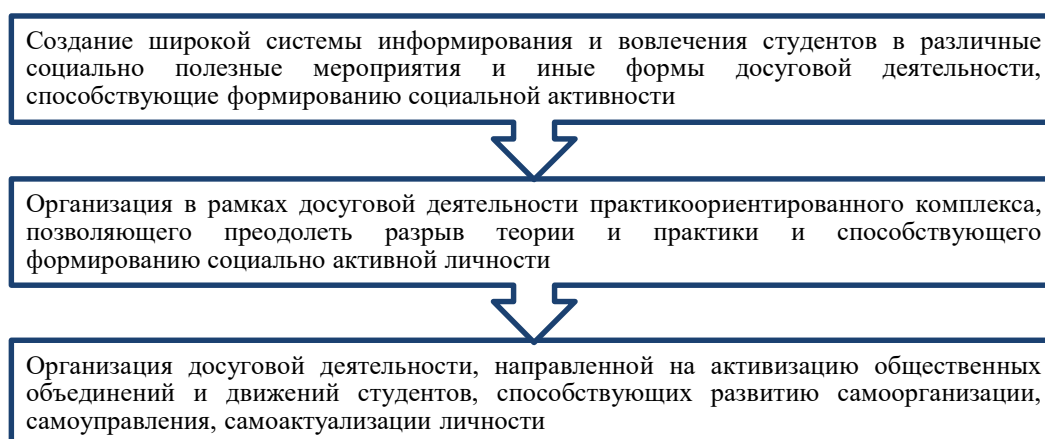 Создание широкой системы информирования и вовлечения студентов в различные
социально полезные мероприятия и иные формы досуговой деятельности,
способствующие формированию социальной активности
Организация в рамках досуговой деятельности практикоориентированного комплекса,
позволяющего преодолеть разрыв теории и практики и способствующего
формированию социально активной личности
Организация досуговой деятельности, направленной на активизацию общественных
объединений и движений студентов, способствующих развитию самоорганизации,
самоуправления, самоактуализации личности